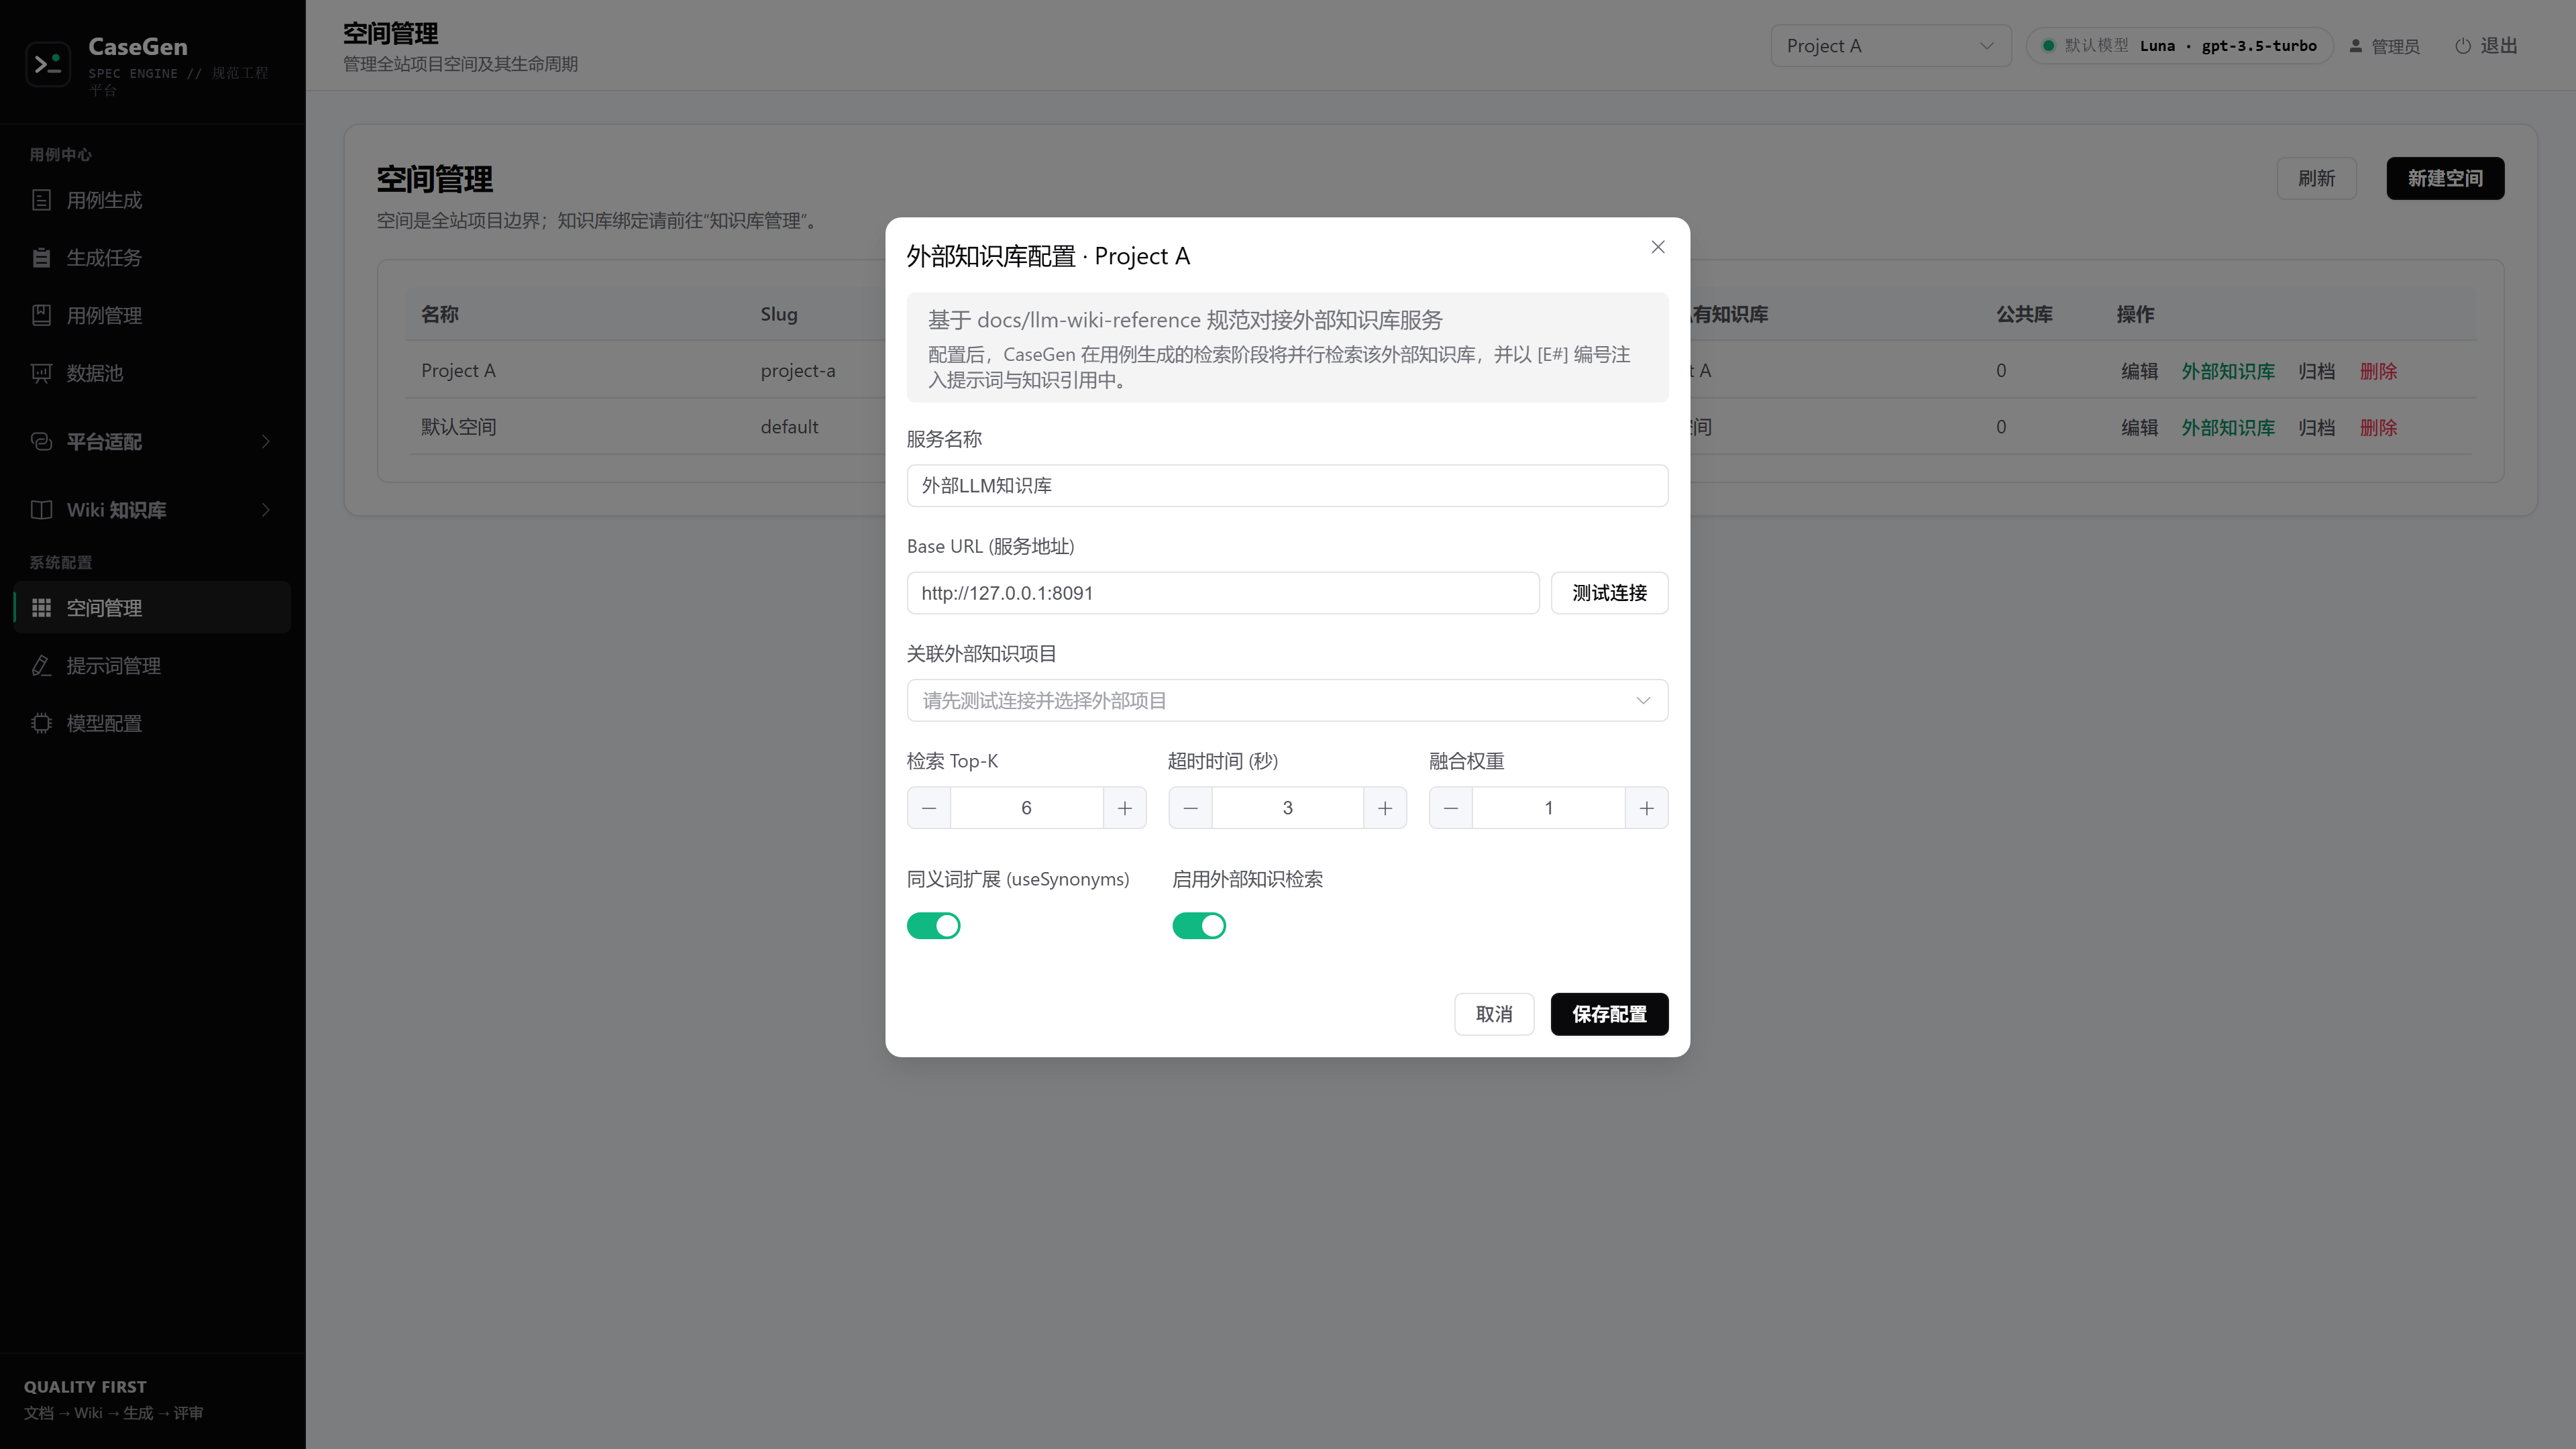 CaseGen
SPEC ENGINE // 规范工程
平台
用例中心
用例生成
生成任务
用例管理
数据池
平台适配
Wiki 知识库
系统配置
空间管理
提示词管理
模型配置
QUALITY FIRST
文档 → Wiki → 生成 → 评审
空间管理
管理全站项目空间及其生命周期
Project A
默认模型 Luna · gpt-3.5-turbo
管理员
退出
空间管理
空间是全站项目边界；知识库绑定请前往“知识库管理”。
刷新
新建空间
名称 Slug 有知识库 公共库 操作
Project A project-a t A 0 编辑 外部知识库 归档 删除
默认空间 default 间 0 编辑 外部知识库 归档 删除
外部知识库配置 · Project A
基于 docs/llm-wiki-reference 规范对接外部知识库服务
配置后，CaseGen 在用例生成的检索阶段将并行检索该外部知识库，并以 [E#] 编号注
入提示词与知识引用中。
服务名称
外部LLM知识库
Base URL (服务地址)
http://127.0.0.1:8091 测试连接
关联外部知识项目
请先测试连接并选择外部项目
检索 Top-K 超时时间 (秒) 融合权重
6 3 1
同义词扩展 (useSynonyms) 启用外部知识检索
取消 保存配置